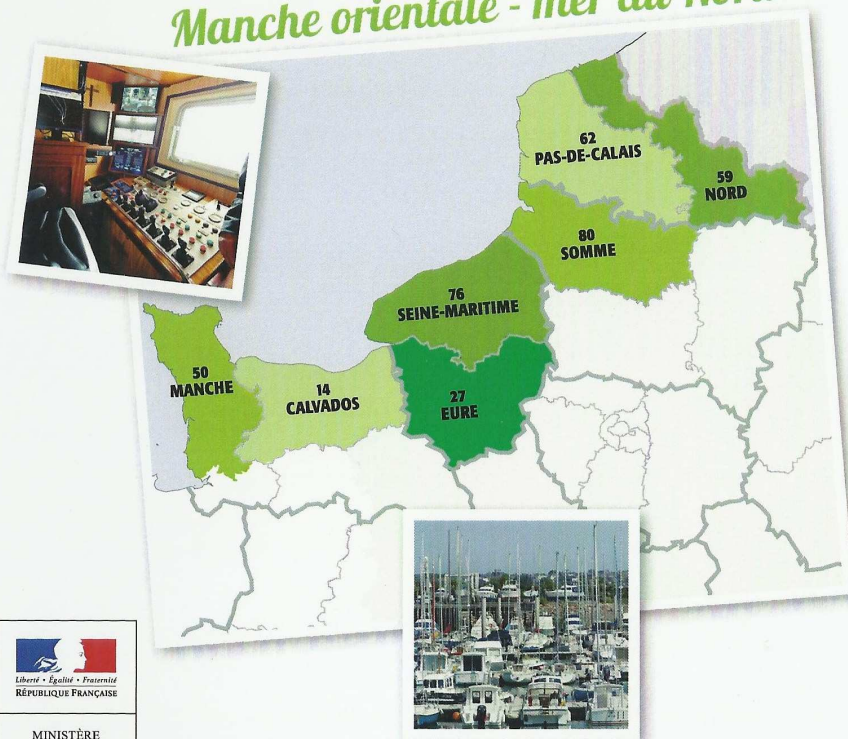 Manche orientale - mer du Nord
62
PAS-DE-CALAIS
59
NORD
80
SOMME
76
SEINE-MARITIME
50
MANCHE
14
CALVADOS
27
EURE
Liberté • Égalité • Fraternité
RÉPUBLIQUE FRANÇAISE
MINISTÈRE